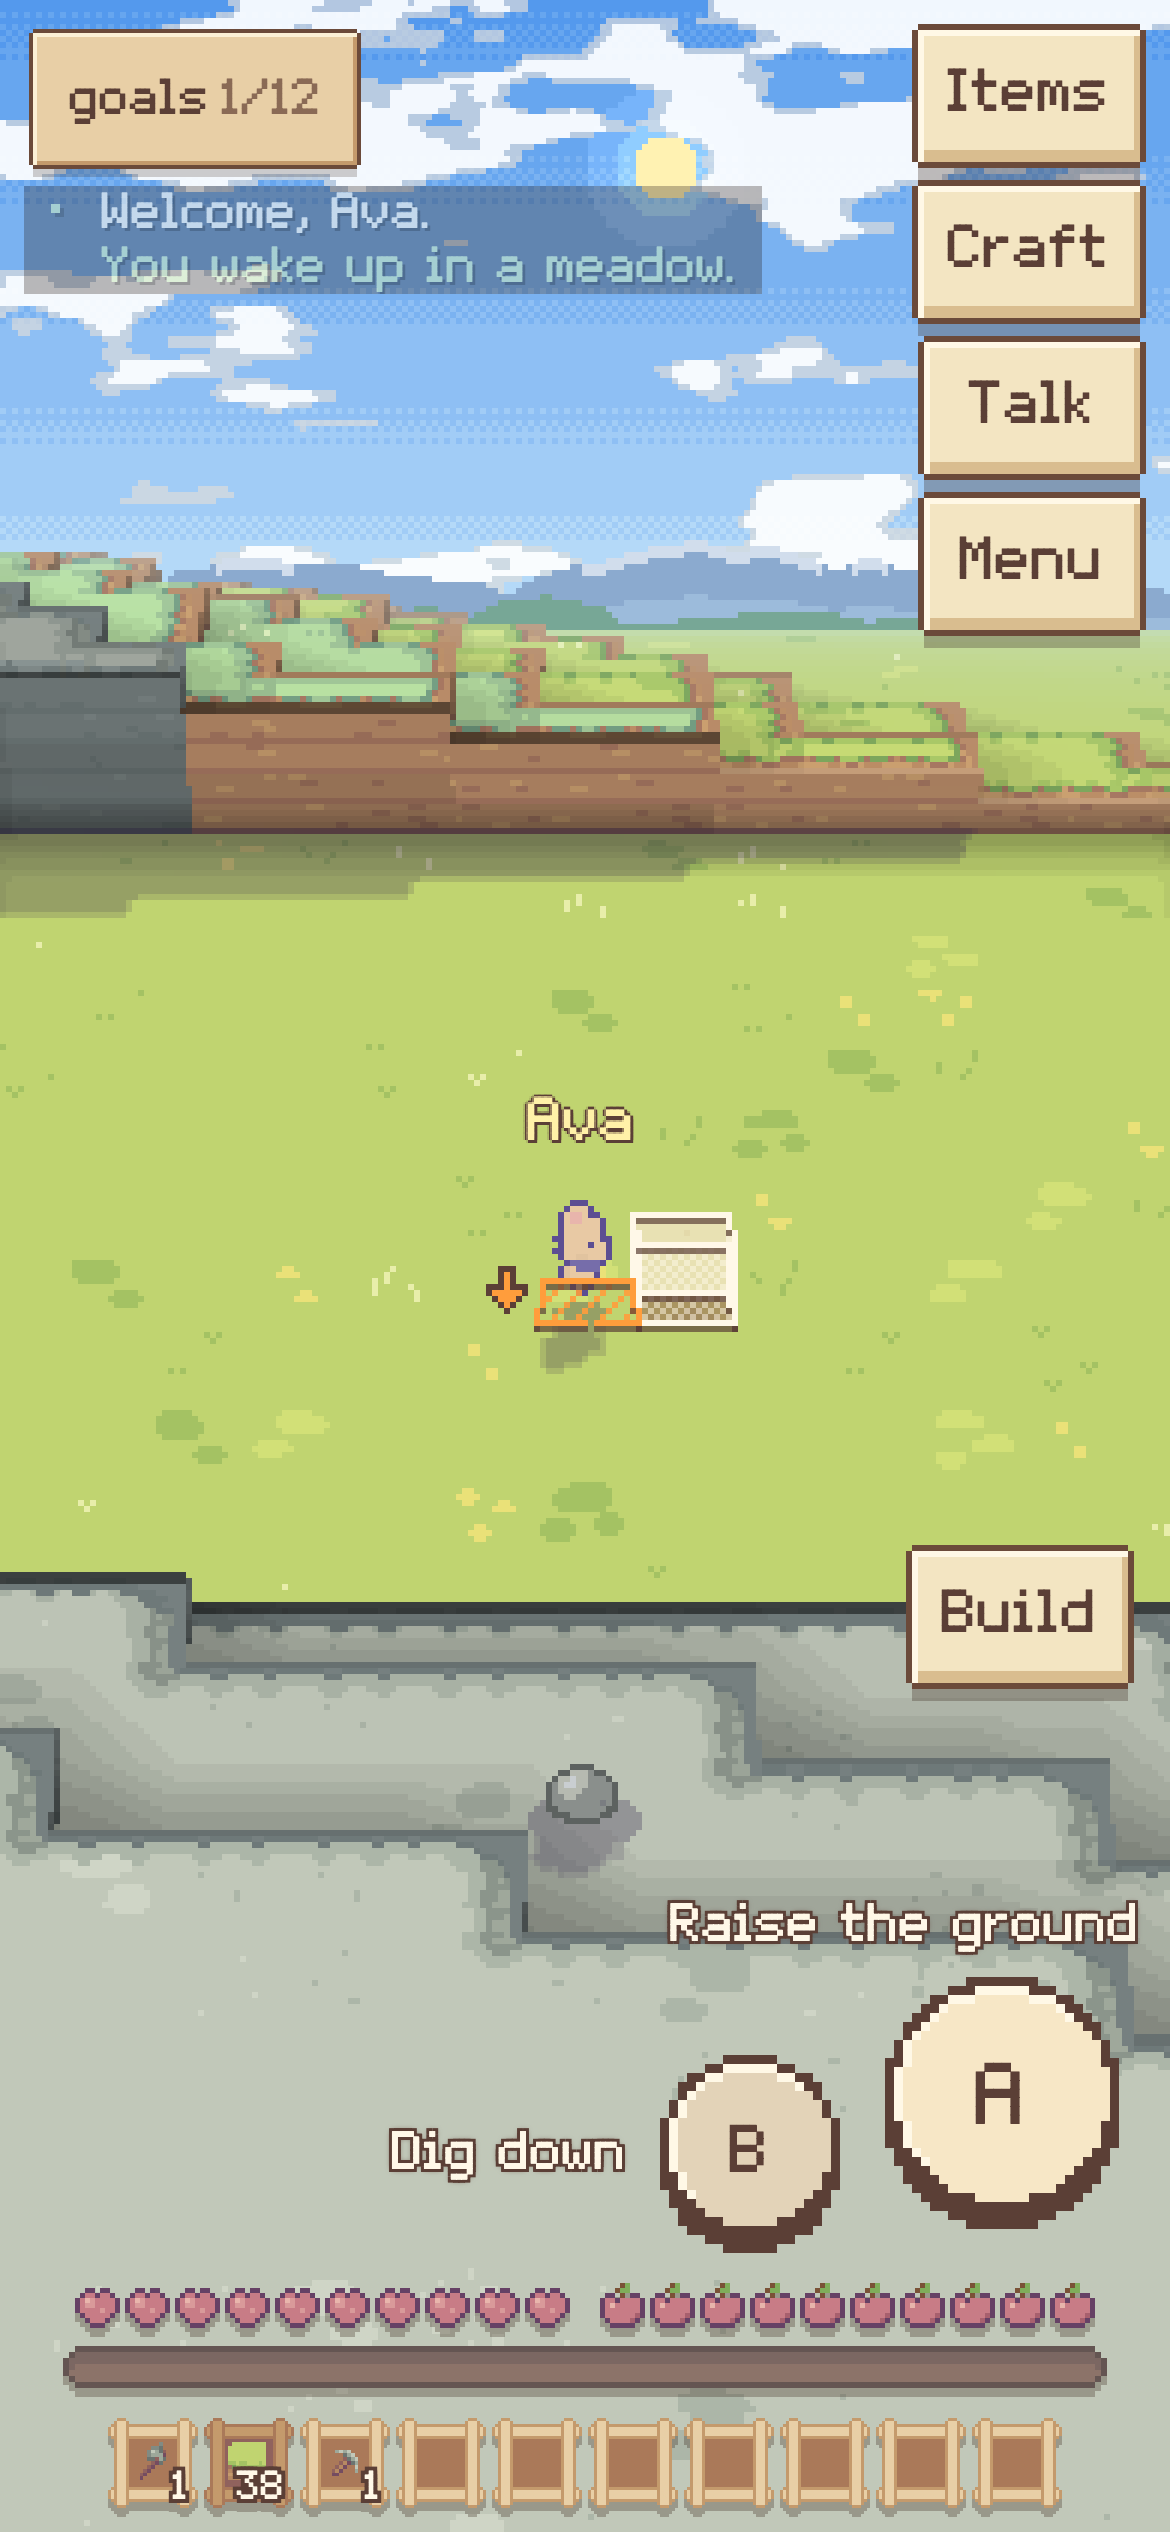 goals 1/12
Items
Welcome, Ava.
You wake up in a meadow.
Craft
Talk
Menu
Ava
Build
Raise the ground
A
Dig down
B
1
38
1